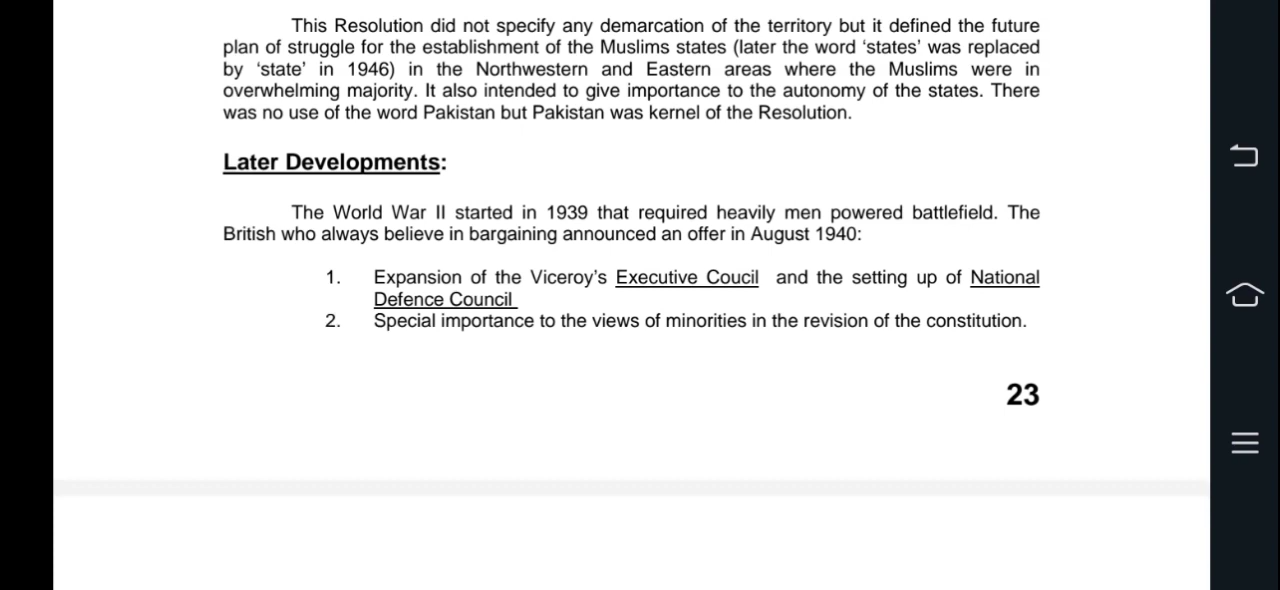 This Resolution did not specify any demarcation of the territory but it defined the future
plan of struggle for the establishment of the Muslims states (later the word ‘states’ was replaced
by ‘state’ in 1946) in the Northwestern and Eastern areas where the Muslims were in
overwhelming majority. It also intended to give importance to the autonomy of the states. There
was no use of the word Pakistan but Pakistan was kernel of the Resolution.
Later Developments:
The World War II started in 1939 that required heavily men powered battlefield. The
British who always believe in bargaining announced an offer in August 1940:
1. Expansion of the Viceroy’s Executive Coucil and the setting up of National
Defence Council
2. Special importance to the views of minorities in the revision of the constitution.
23